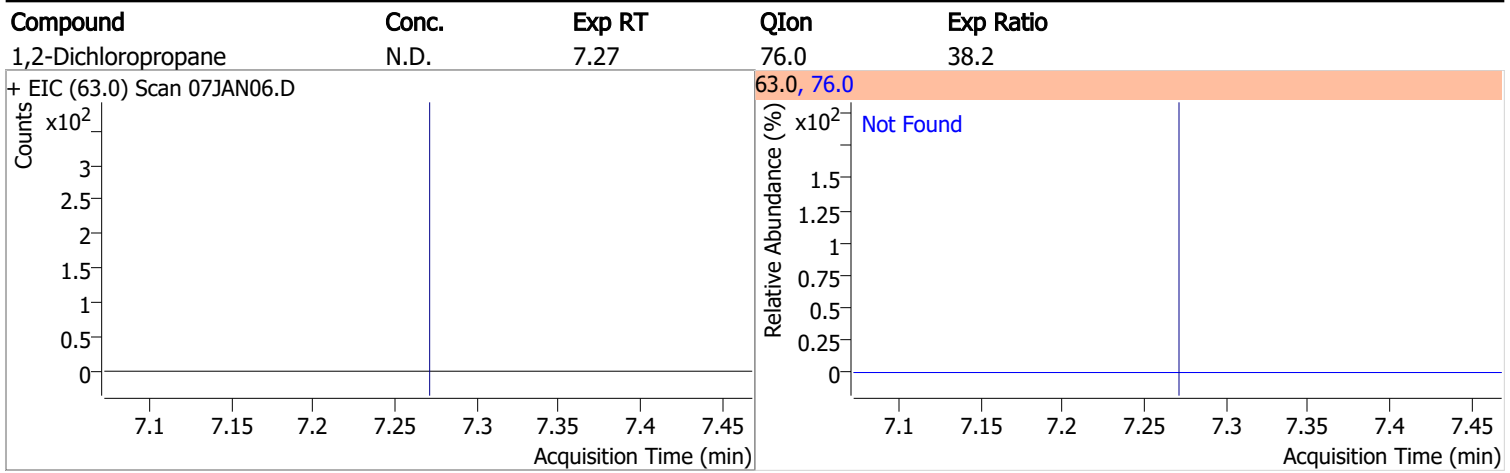 Compound Conc. Exp RT QIon Exp Ratio
1,2-Dichloropropane N.D. 7.27 76.0 38.2
+ EIC (63.0) Scan 07JAN06.D
Counts
x10²
3
2.5
2
1.5
1
0.5
0
7.1 7.15 7.2 7.25 7.3 7.35 7.4 7.45
Acquisition Time (min)
63.0, 76.0
Relative Abundance (%)
x10²
Not Found
1.5
1.25
1
0.75
0.5
0.25
0
7.1 7.15 7.2 7.25 7.3 7.35 7.4 7.45
Acquisition Time (min)